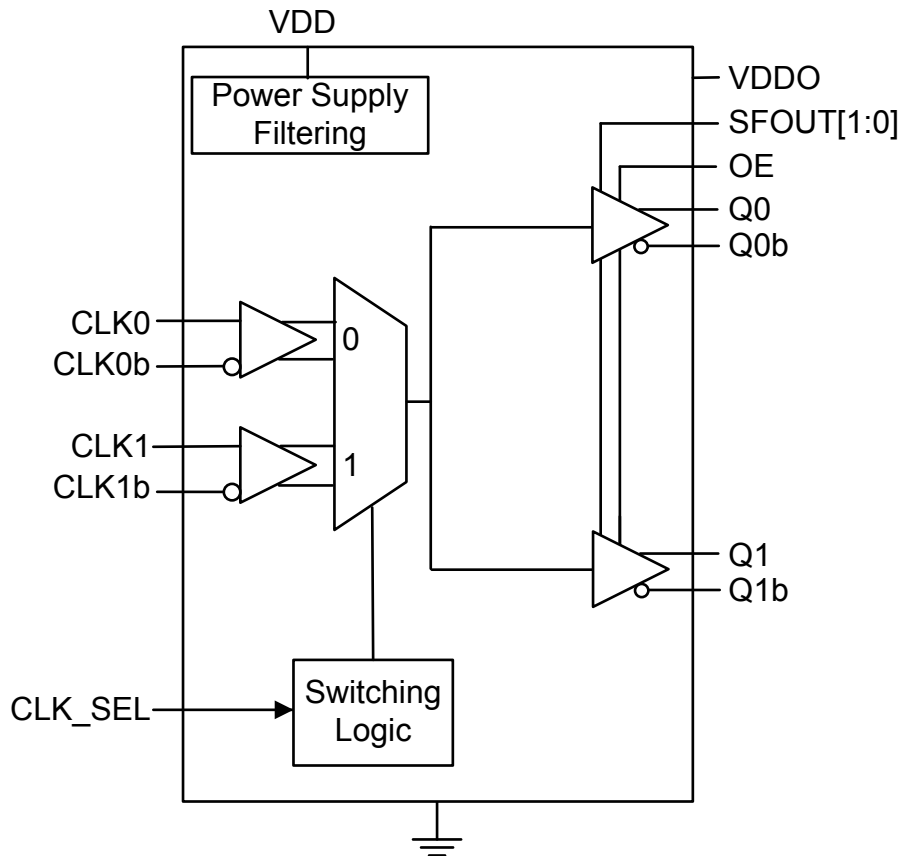 VDD
Power Supply
Filtering
VDDO
SFOUT[1:0]
OE
Q0
Q0b
CLK0
CLK0b
0
CLK1
CLK1b
1
Q1
Q1b
CLK_SEL
Switching
Logic